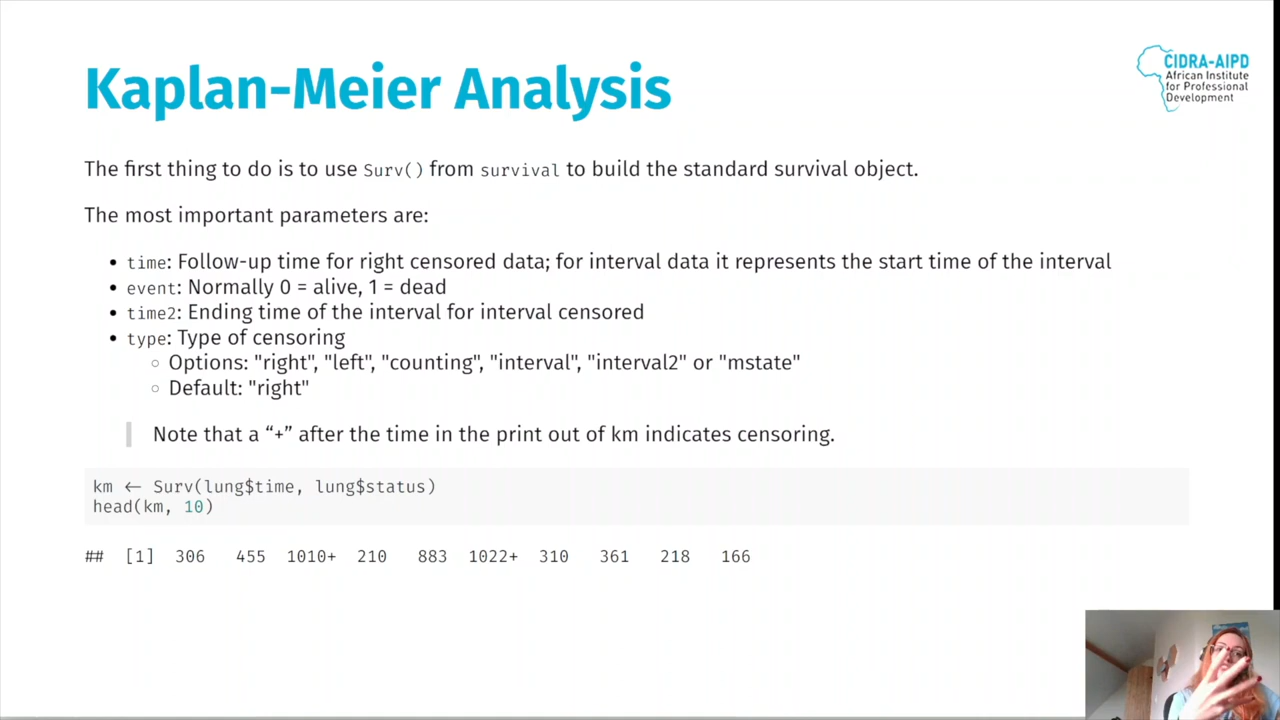 Kaplan-Meier Analysis
CIDRA-AIPD
African Institute
for Professional
Development
The first thing to do is to use Surv() from survival to build the standard survival object.
The most important parameters are:
• time: Follow-up time for right censored data; for interval data it represents the start time of the interval
• event: Normally 0 = alive, 1 = dead
• time2: Ending time of the interval for interval censored
• type: Type of censoring
○ Options: "right", "left", "counting", "interval", "interval2" or "mstate"
○ Default: "right"
Note that a “+” after the time in the print out of km indicates censoring.
km ← Surv(lung$time, lung$status)
head(km, 10)
## [1] 306 455 1010+ 210 883 1022+ 310 361 218 166